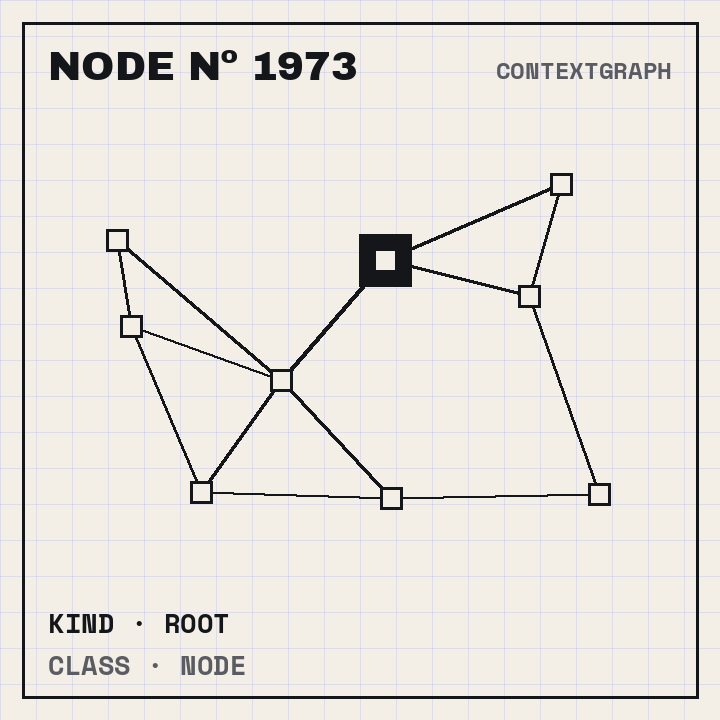 NODE Nº 1973
CONTEXTGRAPH
KIND · ROOT
CLASS · NODE